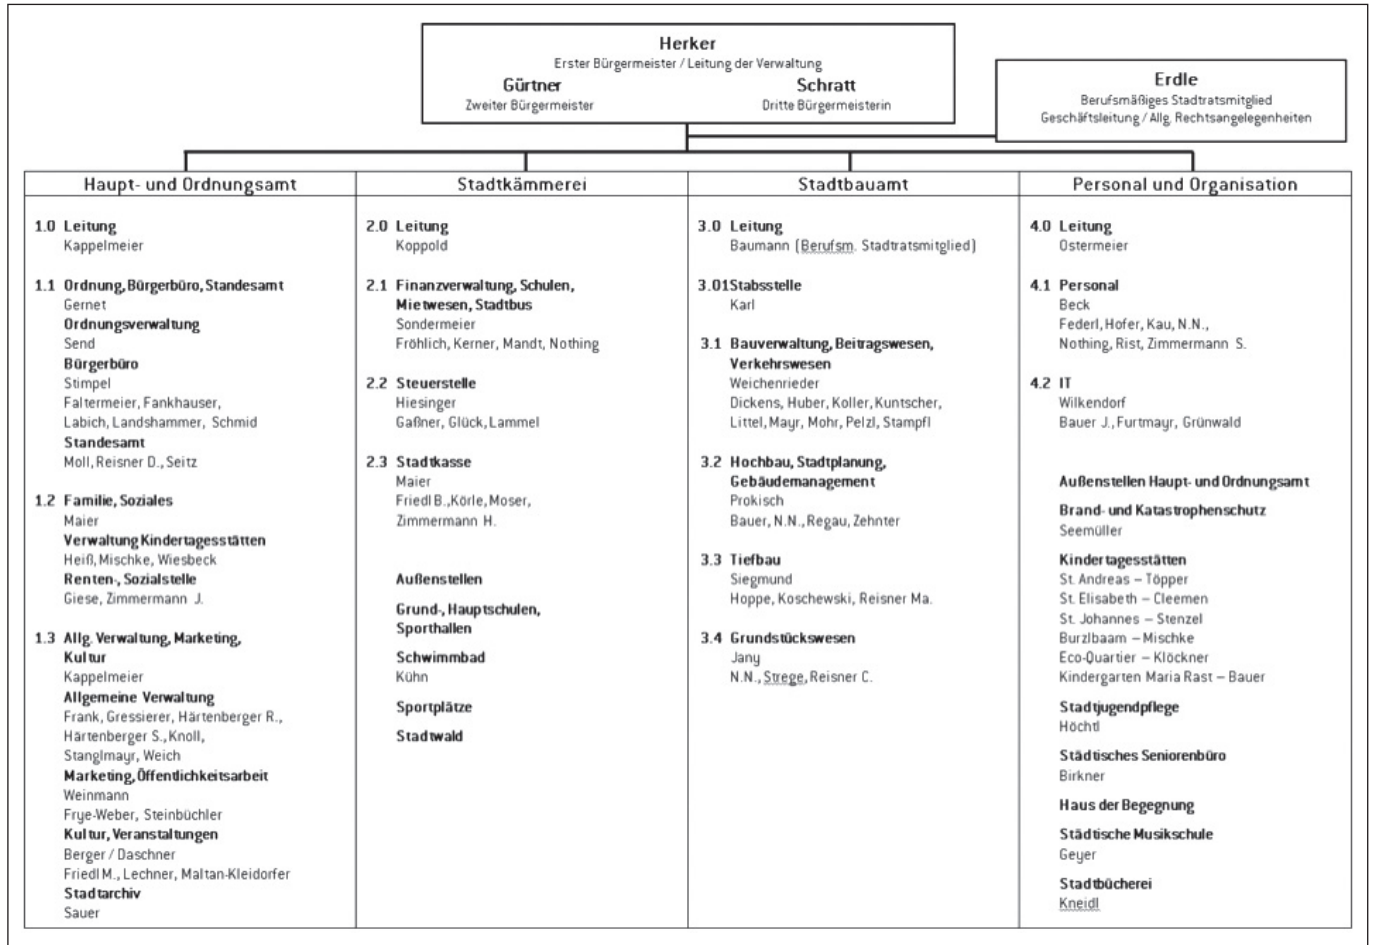 Herker
Erster Bürgermeister / Leitung der Verwaltung
Gürtner
Zweiter Bürgermeister
Schratt
Dritte Bürgermeisterin
Erdle
Berufsmäßiges Stadtratsmitglied
Geschäftsleitung / Allg. Rechtsangelegenheiten
Haupt- und Ordnungsamt
1.0 Leitung
Kappelmeier
1.1 Ordnung, Bürgerbüro, Standesamt
Gernet
Ordnungsverwaltung
Send
Bürgerbüro
Stimpel
Faltermeier, Fankhauser,
Labich, Landshammer, Schmid
Standesamt
Moll, Reisner D., Seitz
1.2 Familie, Soziales
Maier
Verwaltung Kindertagesstätten
Heiß, Mischke, Wiesbeck
Renten-, Sozialstelle
Giese, Zimmermann J.
1.3 Allg. Verwaltung, Marketing,
Kultur
Kappelmeier
Allgemeine Verwaltung
Frank, Gressierer, Härtenberger R.,
Härtenberger S., Knoll,
Stanglmayr, Weich
Marketing, Öffentlichkeitsarbeit
Weinmann
Frye-Weber, Steinbüchler
Kultur, Veranstaltungen
Berger / Daschner
Friedl M., Lechner, Maltan-Kleidorfer
Stadtarchiv
Sauer
Stadtkämmerei
2.0 Leitung
Koppold
2.1 Finanzverwaltung, Schulen,
Mietwesen, Stadtbus
Sondermeier
Fröhlich, Kerner, Mandt, Nothing
2.2 Steuerstelle
Hiesinger
Gaßner, Glück, Lammel
2.3 Stadtkasse
Maier
Friedl B., Körle, Moser,
Zimmermann H.
Außenstellen
Grund-, Hauptschulen,
Sporthallen
Schwimmbad
Kühn
Sportplätze
Stadtwald
Stadtbauamt
3.0 Leitung
Baumann (Berufsm. Stadtratsmitglied)
3.01Stabsstelle
Karl
3.1 Bauverwaltung, Beitragswesen,
Verkehrswesen
Weichenrieder
Dickens, Huber, Koller, Kuntscher,
Littel, Mayr, Mohr, Pelzl, Stampfl
3.2 Hochbau, Stadtplanung,
Gebäudemanagement
Prokisch
Bauer, N.N., Regau, Zehnter
3.3 Tiefbau
Siegmund
Hoppe, Koschewski, Reisner Ma.
3.4 Grundstückswesen
Jany
N.N., Strege, Reisner C.
Personal und Organisation
4.0 Leitung
Ostermeier
4.1 Personal
Beck
Federl, Hofer, Kau, N.N.,
Nothing, Rist, Zimmermann S.
4.2 IT
Wilkendorf
Bauer J., Furtmayr, Grünwald
Außenstellen Haupt- und Ordnungsamt
Brand- und Katastrophenschutz
Seemüller
Kindertagesstätten
St. Andreas – Töpper
St. Elisabeth – Cleemen
St. Johannes – Stenzel
Burzlbaam – Mischke
Eco-Quartier – Klöckner
Kindergarten Maria Rast – Bauer
Stadtjugendpflege
Höchtl
Städtisches Seniorenbüro
Birkner
Haus der Begegnung
Städtische Musikschule
Geyer
Stadtbücherei
Kneidl